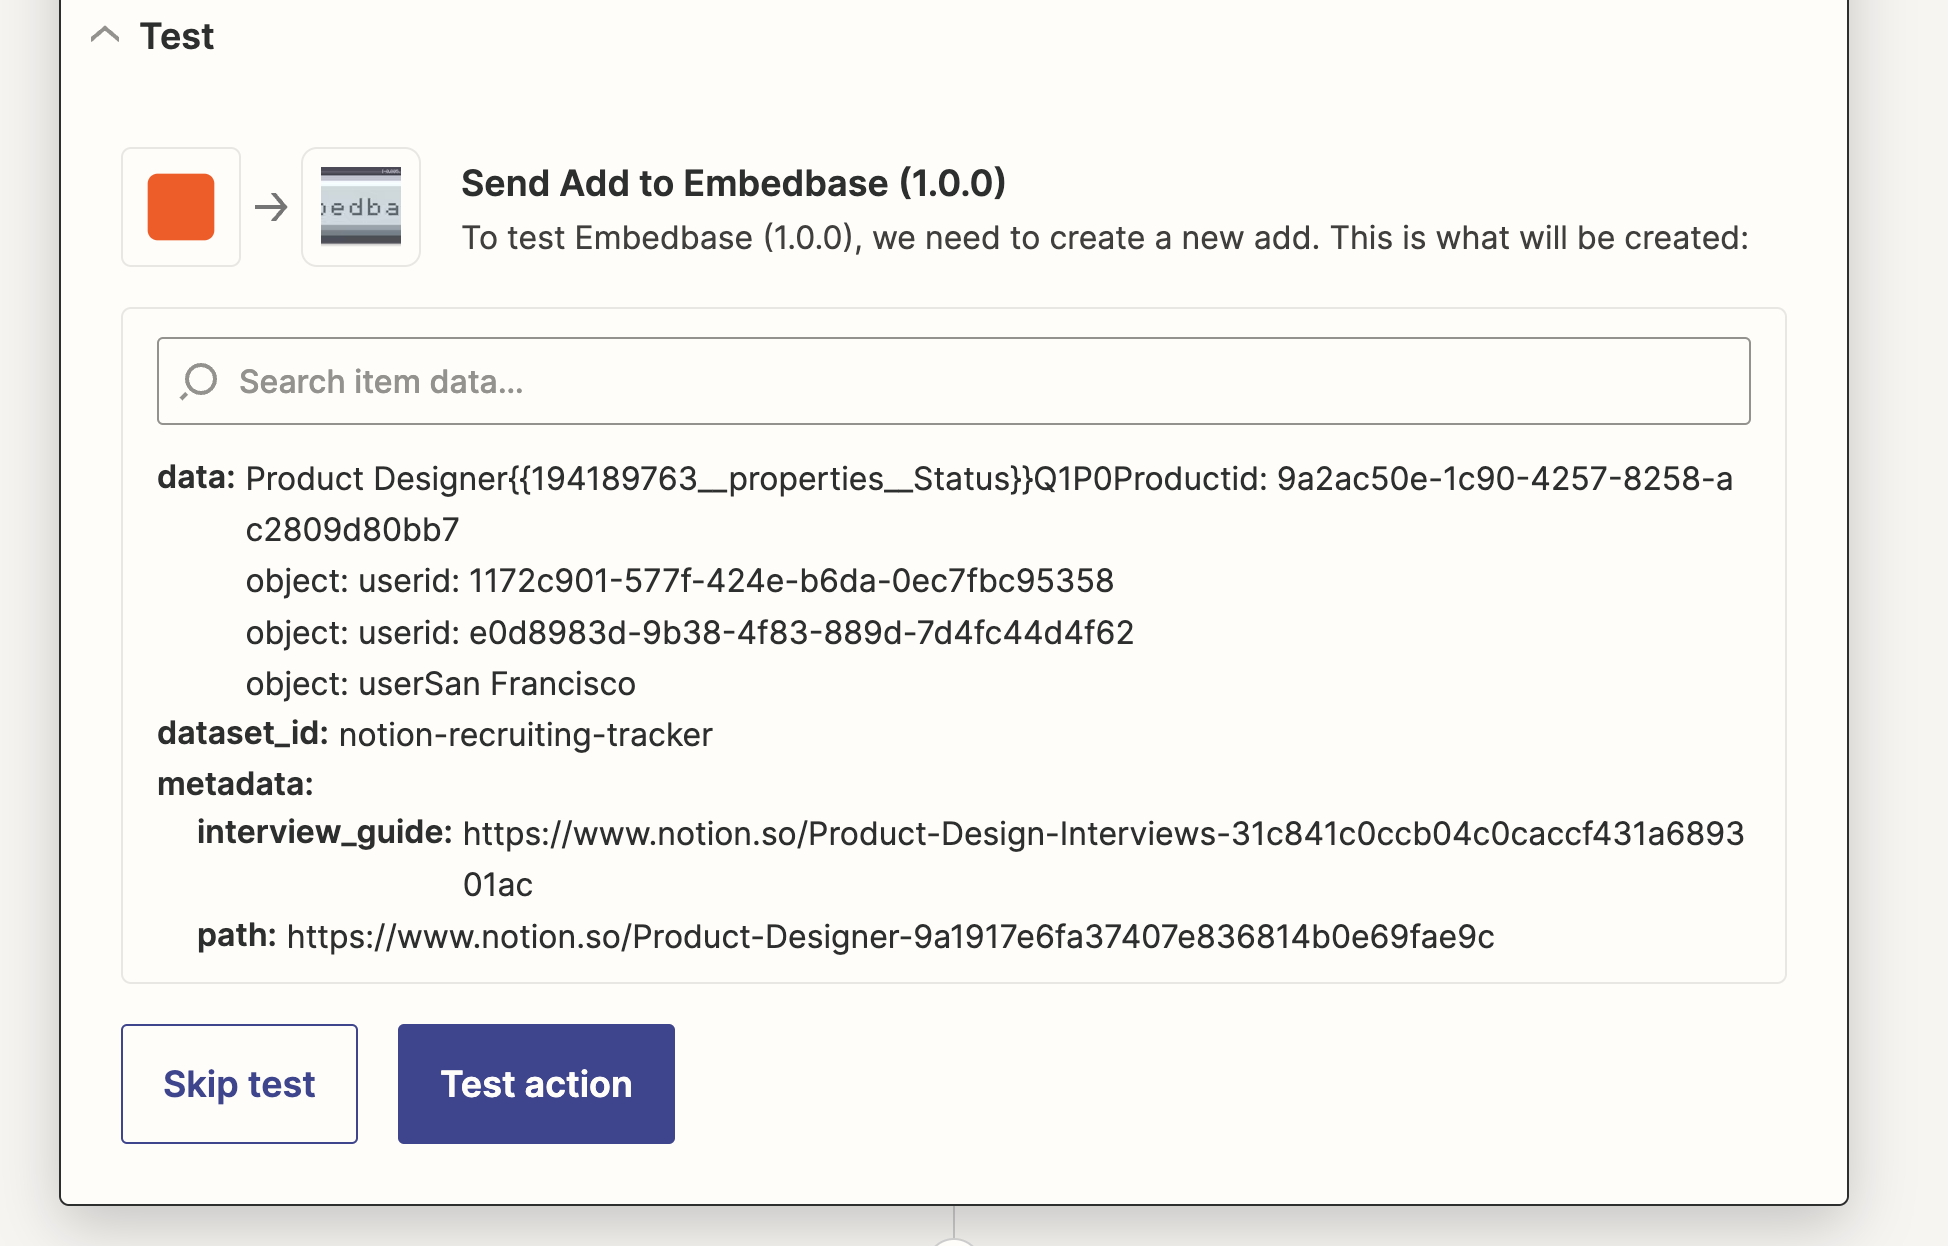 Test
edba
Send Add to Embedbase (1.0.0)
To test Embedbase (1.0.0), we need to create a new add. This is what will be created:
Search item data...
data: Product Designer{{194189763__properties__Status}}Q1P0Productid: 9a2ac50e-1c90-4257-8258-a
c2809d80bb7
object: userid: 1172c901-577f-424e-b6da-0ec7fbc95358
object: userid: e0d8983d-9b38-4f83-889d-7d4fc44d4f62
object: userSan Francisco
dataset_id: notion-recruiting-tracker
metadata:
interview_guide: https://www.notion.so/Product-Design-Interviews-31c841c0ccb04c0caccf431a6893
01ac
path: https://www.notion.so/Product-Designer-9a1917e6fa37407e836814b0e69fae9c
Skip test
Test action